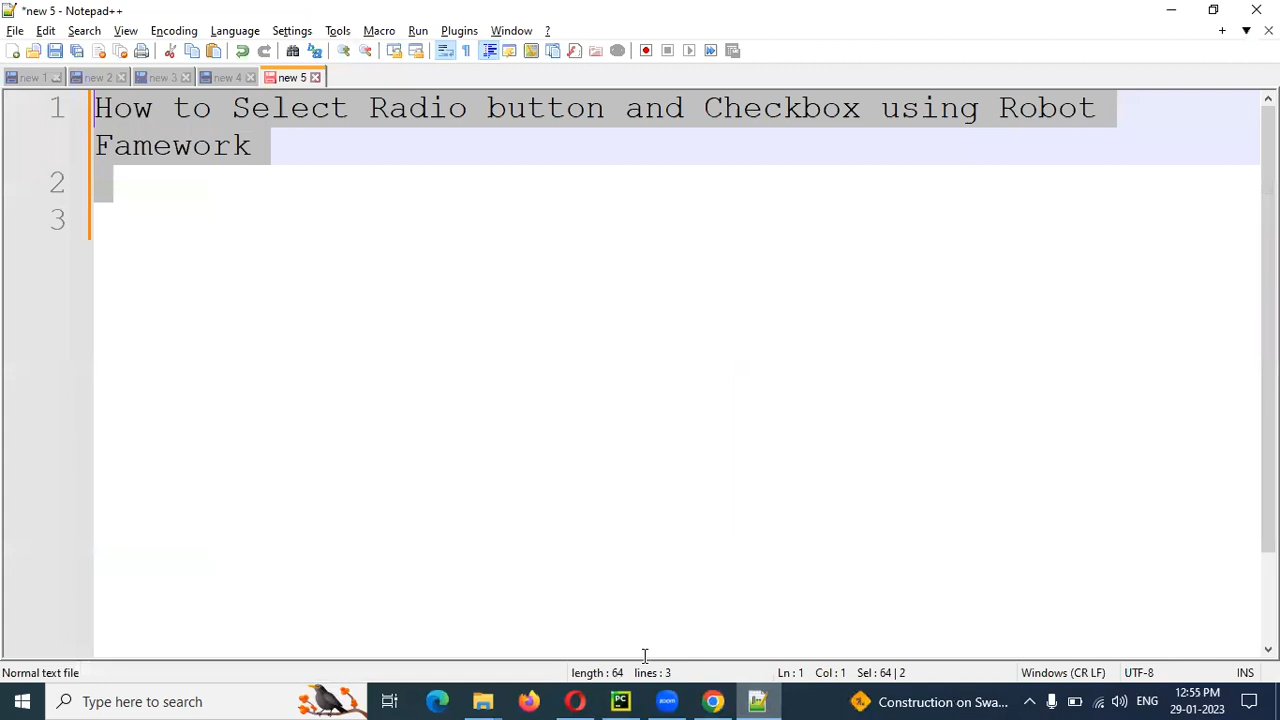 *new 5 - Notepad++
File Edit Search View Encoding Language Settings Tools Macro Run Plugins Window ?
new 1 new 2 new 3 new 4 new 5
1 How to Select Radio button and Checkbox using Robot
Famework
2
3
Normal text file length : 64 lines : 3 Ln : 1 Col : 1 Sel : 64 | 2 Windows (CR LF) UTF-8 INS
Type here to search PC zoom Construction on Swa... ENG 12:55 PM
29-01-2023